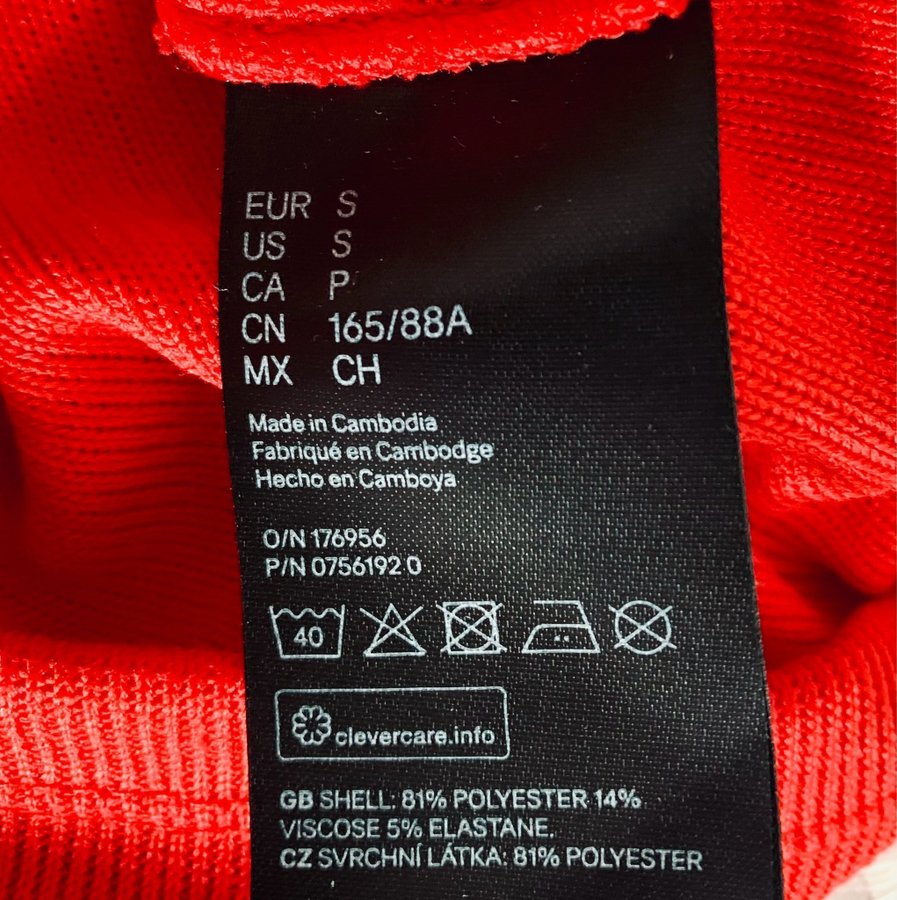 EUR S
US S
CA P
CN 165/88A
MX CH
Made in Cambodia
Fabriqué en Cambodge
Hecho en Camboya
O/N 176956
P/N 0756192 0
40
clevercare.info
GB SHELL: 81% POLYESTER 14%
VISCOSE 5% ELASTANE.
CZ SVRCHNÍ LÁTKA: 81% POLYESTER